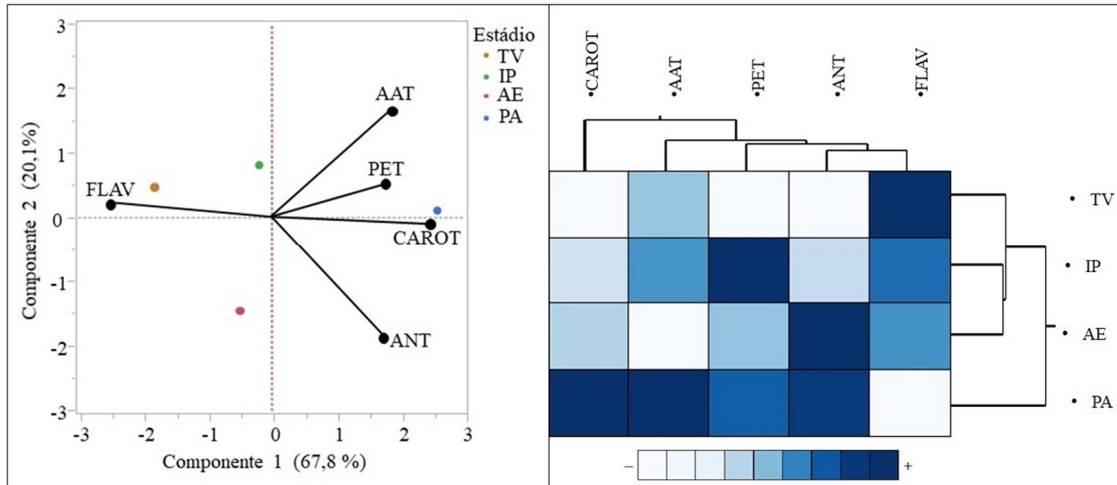 3
2
1
0
-1
-2
-3
Componente 2 (20,1%)
-3
-2
-1
0
1
2
3
Componente 1 (67,8 %)
Estádio
• TV
• IP
• AE
• PA
AAT
PET
FLAV
CAROT
ANT
•CAROT
•AAT
•PET
•ANT
•FLAV
• TV
• IP
• AE
• PA
− +